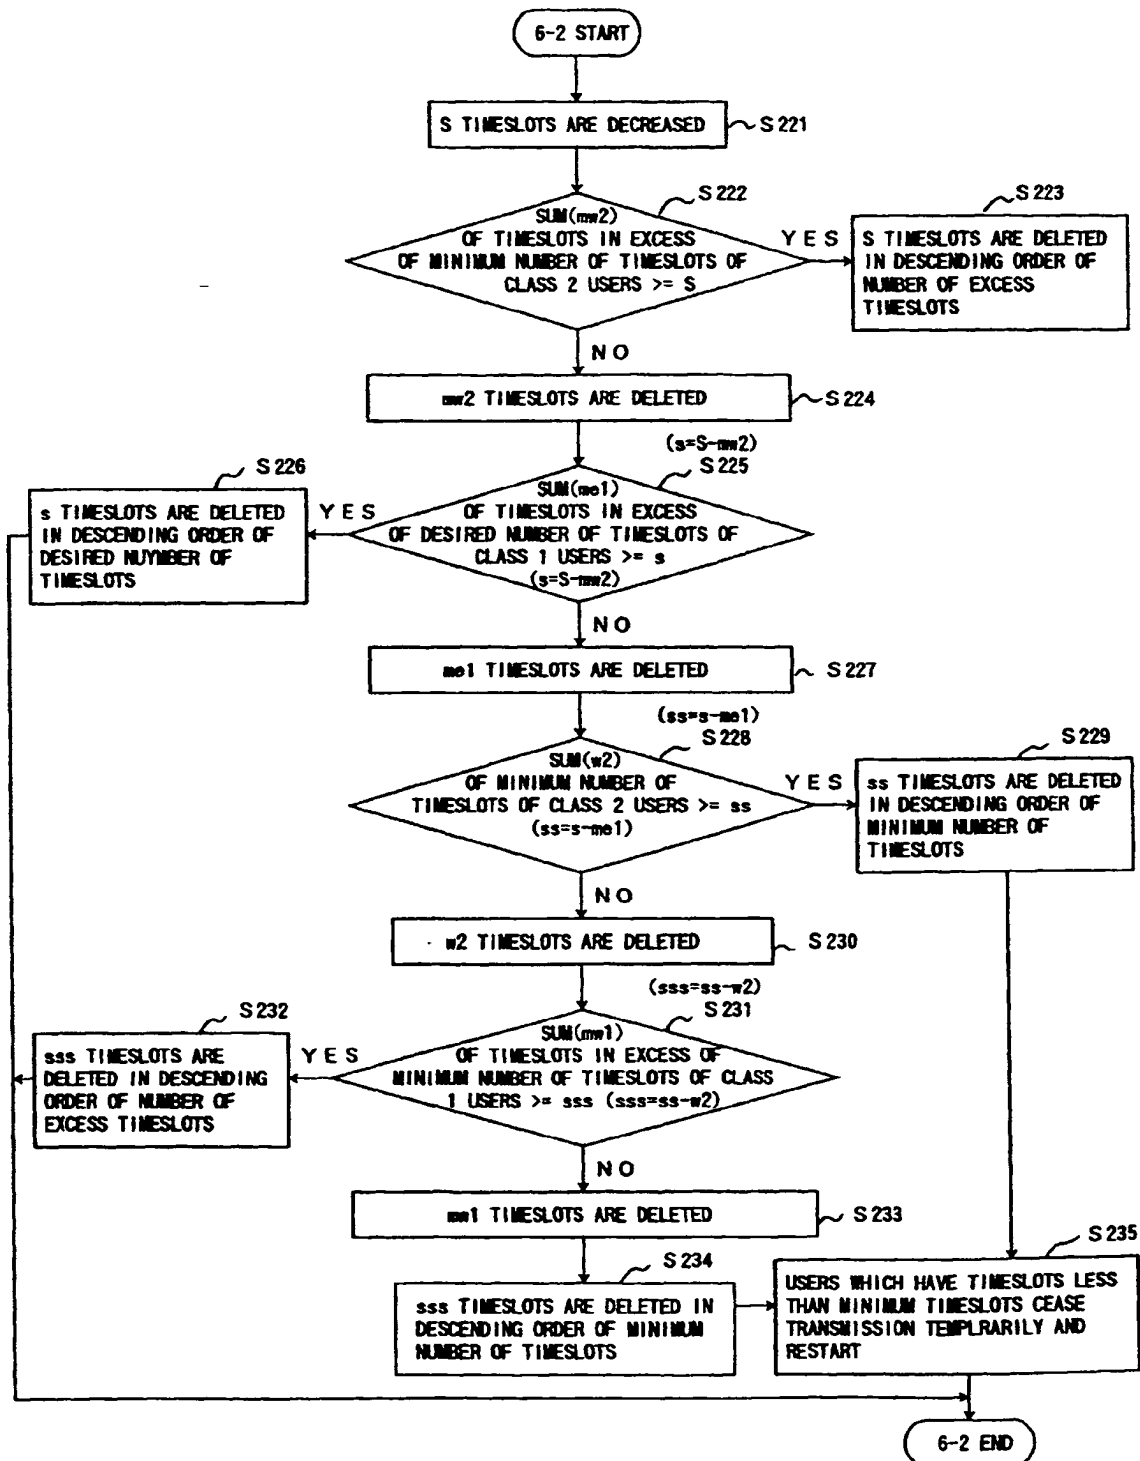 6-2 START
S TIMESLOTS ARE DECREASED
S221
S222
SUM(mw2)
OF TIMESLOTS IN EXCESS
OF MINIMUM NUMBER OF TIMESLOTS OF
CLASS 2 USERS >= S
YES
S223
S TIMESLOTS ARE DELETED
IN DESCENDING ORDER OF
NUMBER OF EXCESS
TIMESLOTS
NO
mw2 TIMESLOTS ARE DELETED
S224
(s=S-mw2)
S225
SUM(me1)
OF TIMESLOTS IN EXCESS
OF DESIRED NUMBER OF TIMESLOTS OF
CLASS 1 USERS >= s
(s=S-mw2)
YES
S226
s TIMESLOTS ARE DELETED
IN DESCENDING ORDER OF
DESIRED NUYMBER OF
TIMESLOTS
NO
me1 TIMESLOTS ARE DELETED
S227
(ss=s-me1)
S228
SUM(w2)
OF MINIMUM NUMBER OF
TIMESLOTS OF CLASS 2 USERS >= ss
(ss=s-me1)
YES
S229
ss TIMESLOTS ARE DELETED
IN DESCENDING ORDER OF
MINIMUM NUMBER OF
TIMESLOTS
NO
w2 TIMESLOTS ARE DELETED
S230
(sss=ss-w2)
S231
SUM(mw1)
OF TIMESLOTS IN EXCESS OF
MINIMUM NUMBER OF TIMESLOTS OF CLASS
1 USERS >= sss (sss=ss-w2)
YES
S232
sss TIMESLOTS ARE
DELETED IN DESCENDING
ORDER OF NUMBER OF
EXCESS TIMESLOTS
NO
mw1 TIMESLOTS ARE DELETED
S233
S234
sss TIMESLOTS ARE DELETED IN
DESCENDING ORDER OF MINIMUM
NUMBER OF TIMESLOTS
S235
USERS WHICH HAVE TIMESLOTS LESS
THAN MINIMUM TIMESLOTS CEASE
TRANSMISSION TEMPLRARILY AND
RESTART
6-2 END